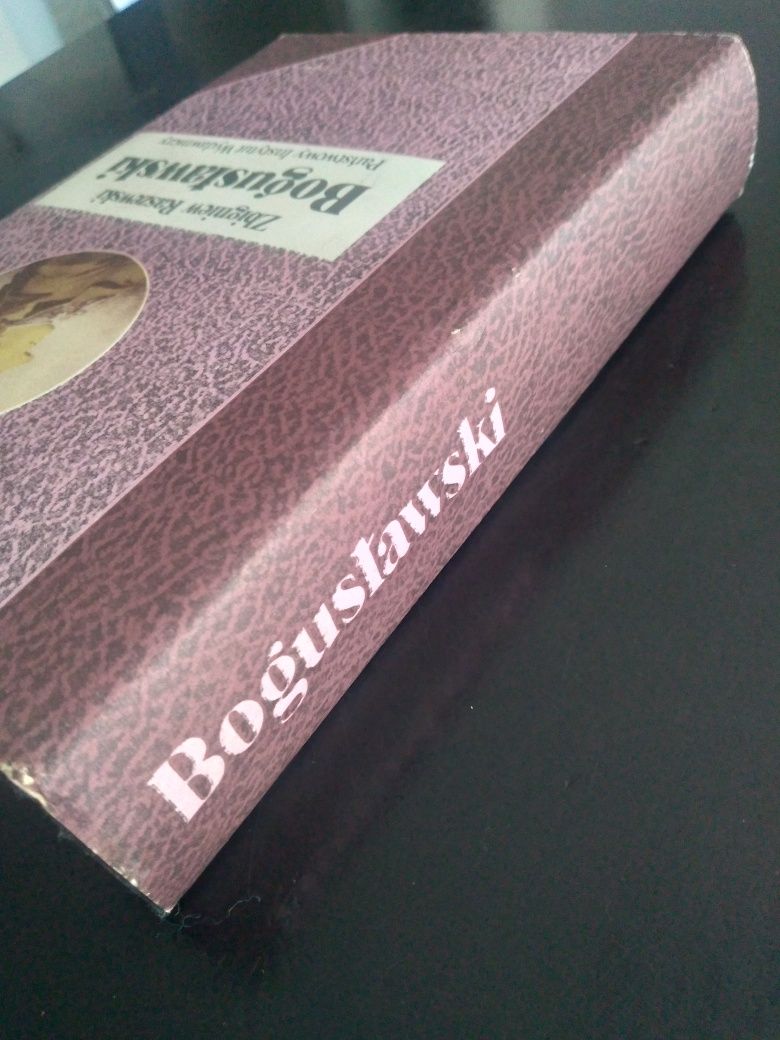 Zbigniew Raszewski
Bogusławski
Państwowy Instytut Wydawniczy
Bogusławski